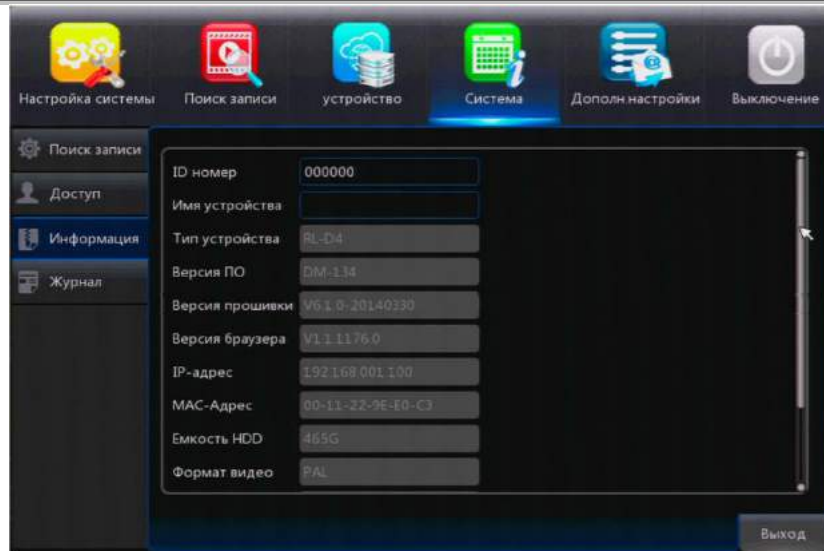 Настройка системы
Поиск записи
устройство
Система
Дополн настройки
Выключение
Поиск записи
Доступ
Информация
Журнал
ID номер 000000
Имя устройства
Тип устройства RL-D4
Версия ПО DM-134
Версия прошивки V6.1.0-20140330
Версия браузера V1.1.1176.0
IP-адрес 192.168.001.100
MAC-Адрес 00-11-22-9E-E0-C3
Емкость HDD 465G
Формат видео PAL
Выход